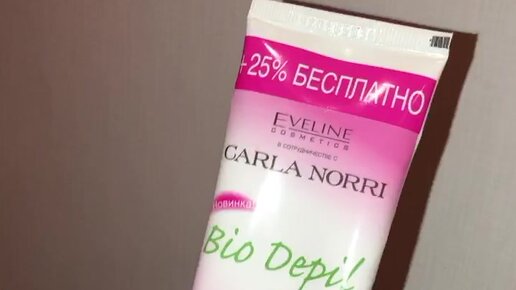 +25% БЕСПЛАТНО
EVELINE
COSMETICS
В СОТРУДНИЧЕСТВЕ С
CARLA NORRI
Новинка!
Bio Depil